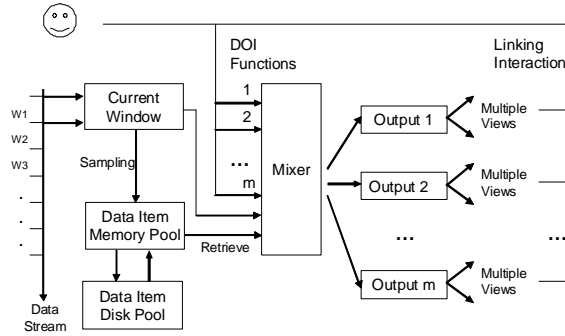 DOI
Functions
Linking
Interaction
1
2
...
m
W1
W2
W3
.
.
.
Data
Stream
Current
Window
Sampling
Data Item
Memory Pool
Retrieve
Data Item
Disk Pool
Mixer
Output 1
Multiple
Views
Output 2
Multiple
Views
...
...
Output m
Multiple
Views